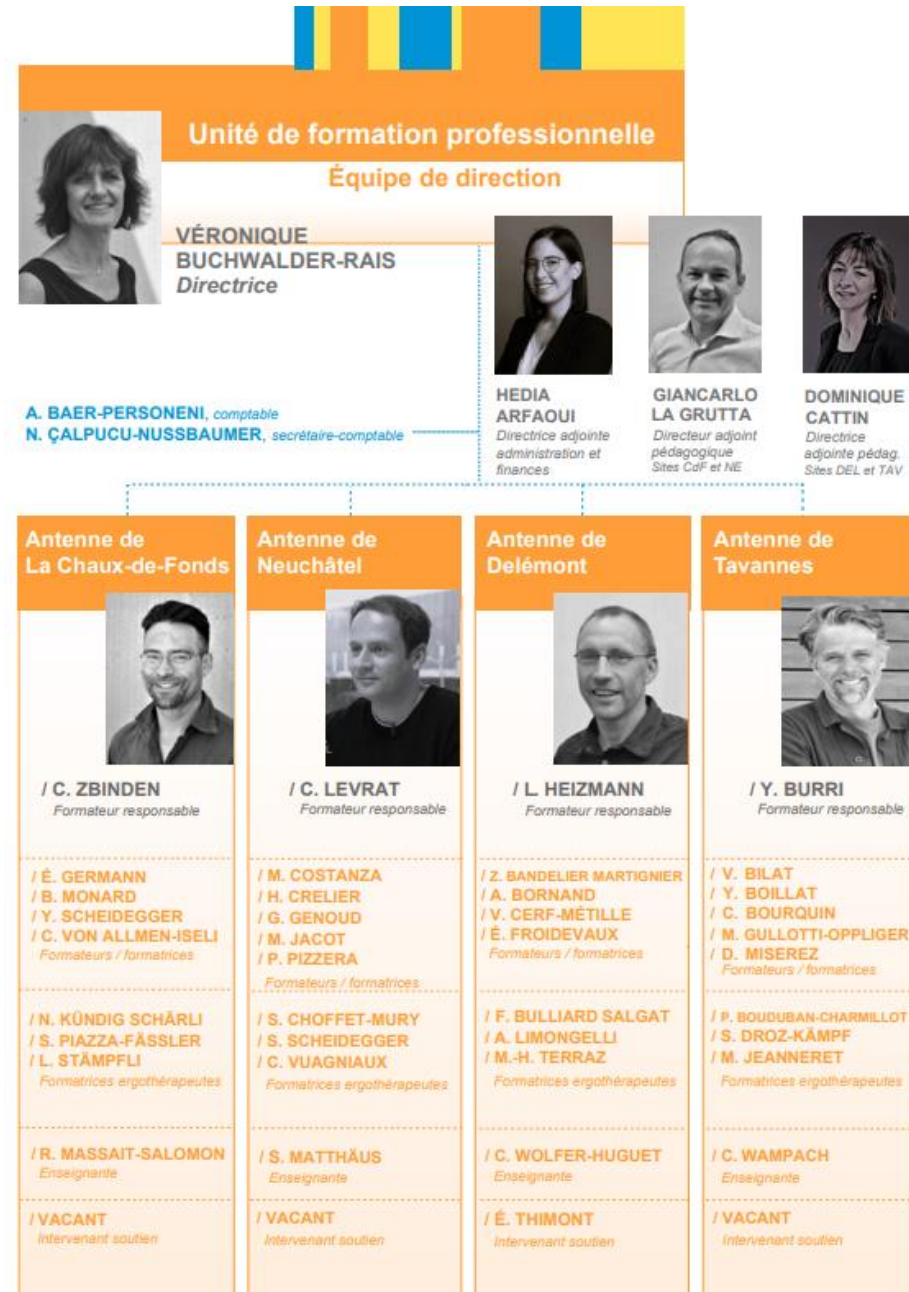 Unité de formation professionnelle
Équipe de direction
VÉRONIQUE
BUCHWALDER-RAIS
Directrice
A. BAER-PERSONENI, comptable
N. ÇALPUCU-NUSSBAUMER, secrétaire-comptable
HEDIA
ARFAOUI
Directrice adjointe
administration et
finances
GIANCARLO
LA GRUTTA
Directeur adjoint
pédagogique
Sites CdF et NE
DOMINIQUE
CATTIN
Directrice
adjointe pédag.
Sites DEL et TAV
Antenne de
La Chaux-de-Fonds
/ C. ZBINDEN
Formateur responsable
/ É. GERMANN
/ B. MONARD
/ Y. SCHEIDEGGER
/ C. VON ALLMEN-ISELI
Formateurs / formatrices
/ N. KÜNDIG SCHÄRLI
/ S. PIAZZA-FÄSSLER
/ L. STÄMPFLI
Formatrices ergothérapeutes
/ R. MASSAIT-SALOMON
Enseignante
/ VACANT
Intervenant soutien
Antenne de
Neuchâtel
/ C. LEVRAT
Formateur responsable
/ M. COSTANZA
/ H. CRELIER
/ G. GENOUD
/ M. JACOT
/ P. PIZZERA
Formateurs / formatrices
/ S. CHOFFET-MURY
/ S. SCHEIDEGGER
/ C. VUAGNIAUX
Formatrices ergothérapeutes
/ S. MATTHÄUS
Enseignante
/ VACANT
Intervenant soutien
Antenne de
Delémont
/ L. HEIZMANN
Formateur responsable
/ Z. BANDELIER MARTIGNIER
/ A. BORNAND
/ V. CERF-MÉTILLE
/ É. FROIDEVAUX
Formateurs / formatrices
/ F. BULLIARD SALGAT
/ A. LIMONGELLI
/ M.-H. TERRAZ
Formatrices ergothérapeutes
/ C. WOLFER-HUGUET
Enseignante
/ É. THIMONT
Intervenant soutien
Antenne de
Tavannes
/ Y. BURRI
Formateur responsable
/ V. BILAT
/ Y. BOILLAT
/ C. BOURQUIN
/ M. GULLOTTI-OPPLIGER
/ D. MISEREZ
Formateurs / formatrices
/ P. BOUDUBAN-CHARMILLOT
/ S. DROZ-KÄMPF
/ M. JEANNERET
Formatrices ergothérapeutes
/ C. WAMPACH
Enseignante
/ VACANT
Intervenant soutien